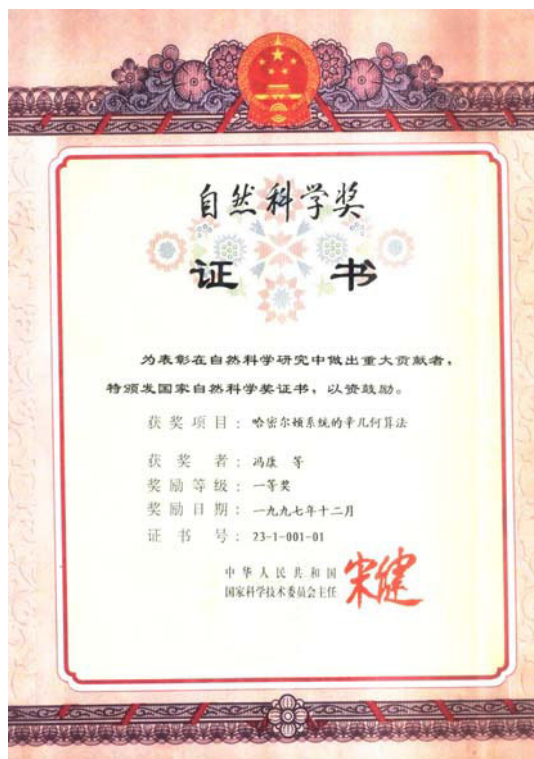 自然科学奖
证 书
为表彰在自然科学研究中做出重大贡献者，
特颁发国家自然科学奖证书，以资鼓励。
获奖项目：哈密尔顿系统的辛几何算法
获 奖 者：冯康 等
奖励等级：一等奖
奖励日期：一九九七年十二月
证 书 号：23-1-001-01
中华人民共和国
国家科学技术委员会主任 宋健